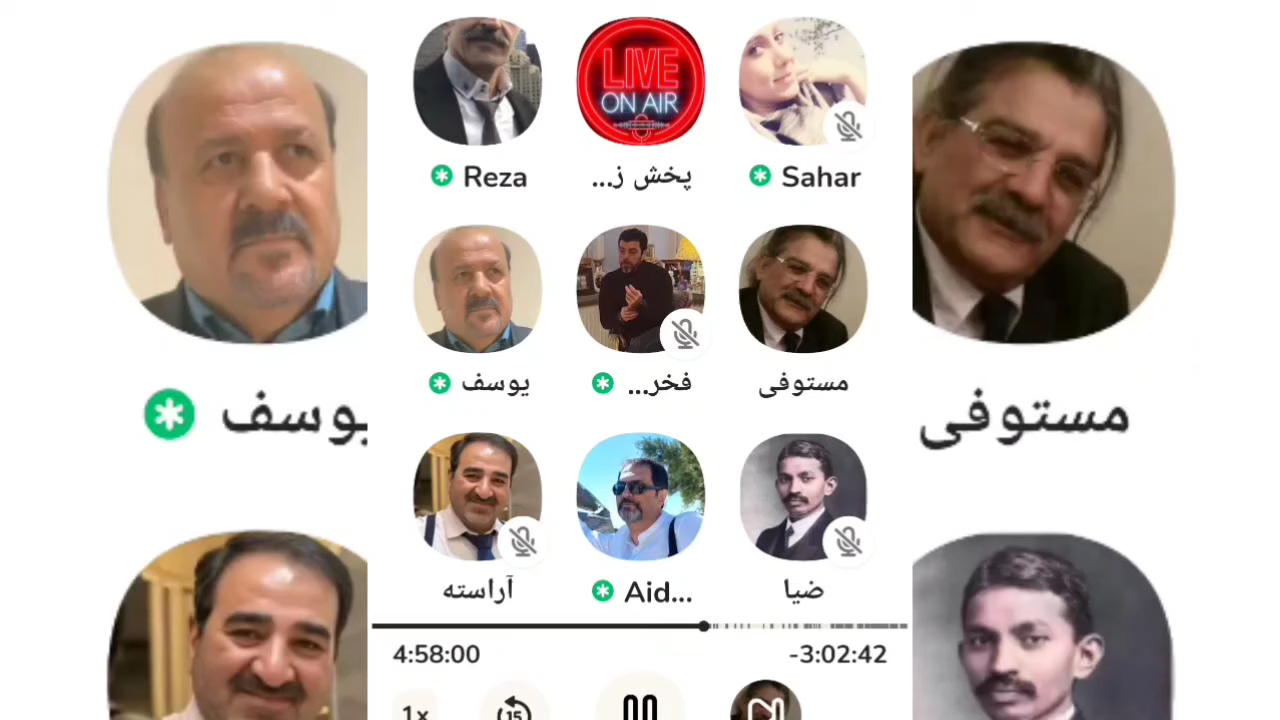 LIVE
ON AIR
Reza
پخش ز...
Sahar
یوسف
فخر...
مستوفی
یوسف
مستوفی
آراسته
Aid...
ضیا
4:58:00
-3:02:42
1x
15